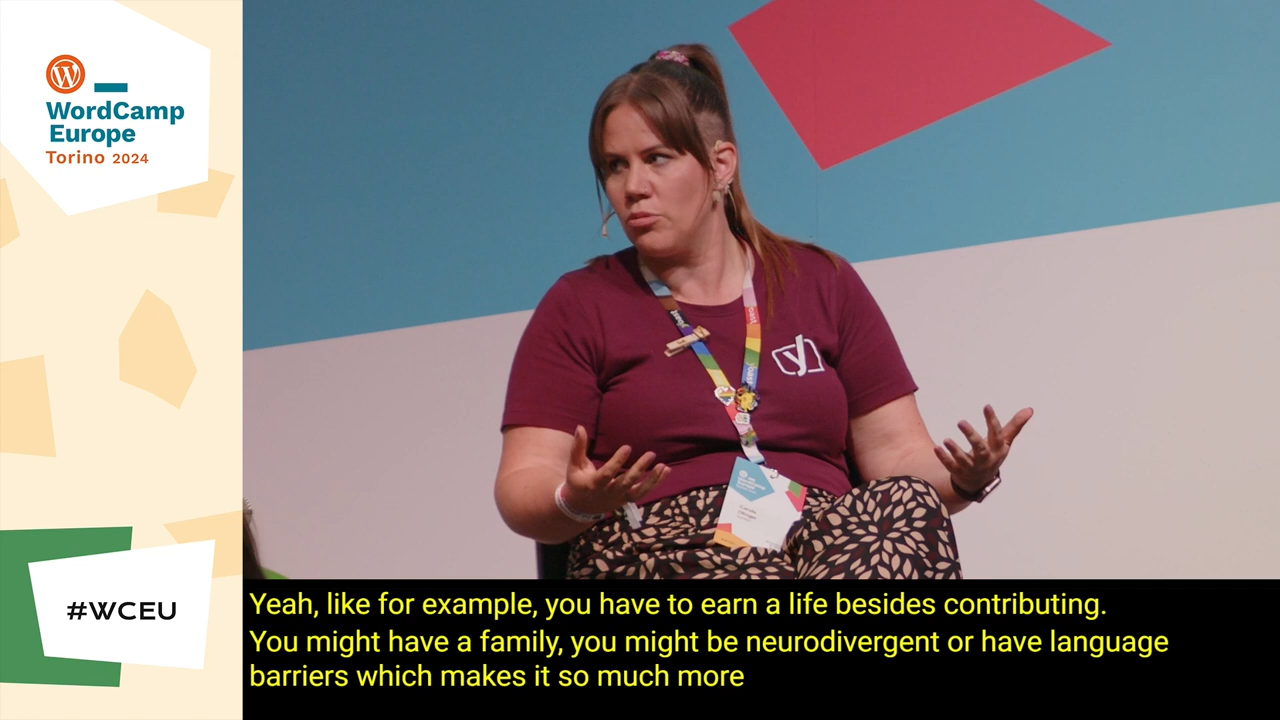 WordCamp
Europe
Torino 2024
#WCEU
Yeah, like for example, you have to earn a life besides contributing.
You might have a family, you might be neurodivergent or have language
barriers which makes it so much more